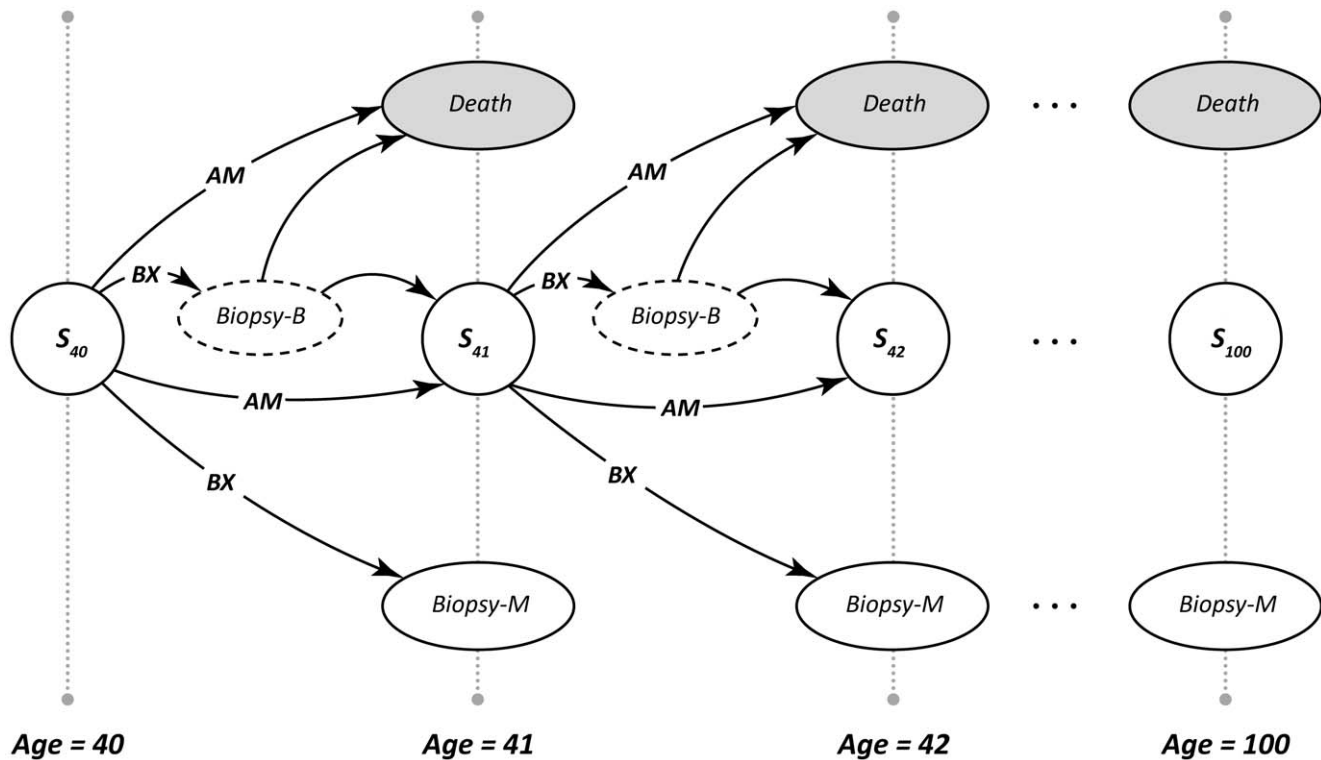 Death Death . . . Death
AM AM
BX Biopsy-B BX Biopsy-B
S40 S41 S42 . . . S100
AM AM
BX BX
Biopsy-M Biopsy-M . . . Biopsy-M
Age = 40 Age = 41 Age = 42 Age = 100